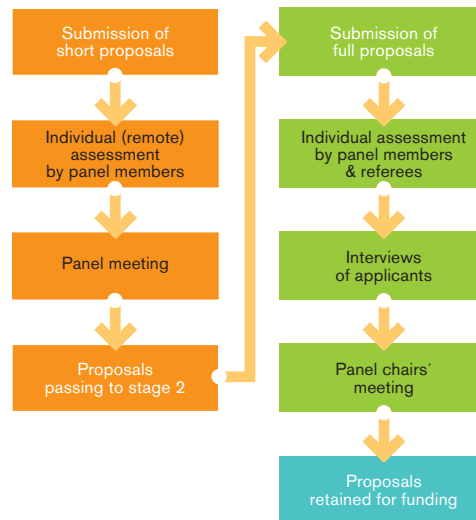 Submission of
short proposals
Individual (remote)
assessment
by panel members
Panel meeting
Proposals
passing to stage 2
Submission of
full proposals
Individual assessment
by panel members
& referees
Interviews
of applicants
Panel chairs´
meeting
Proposals
retained for funding